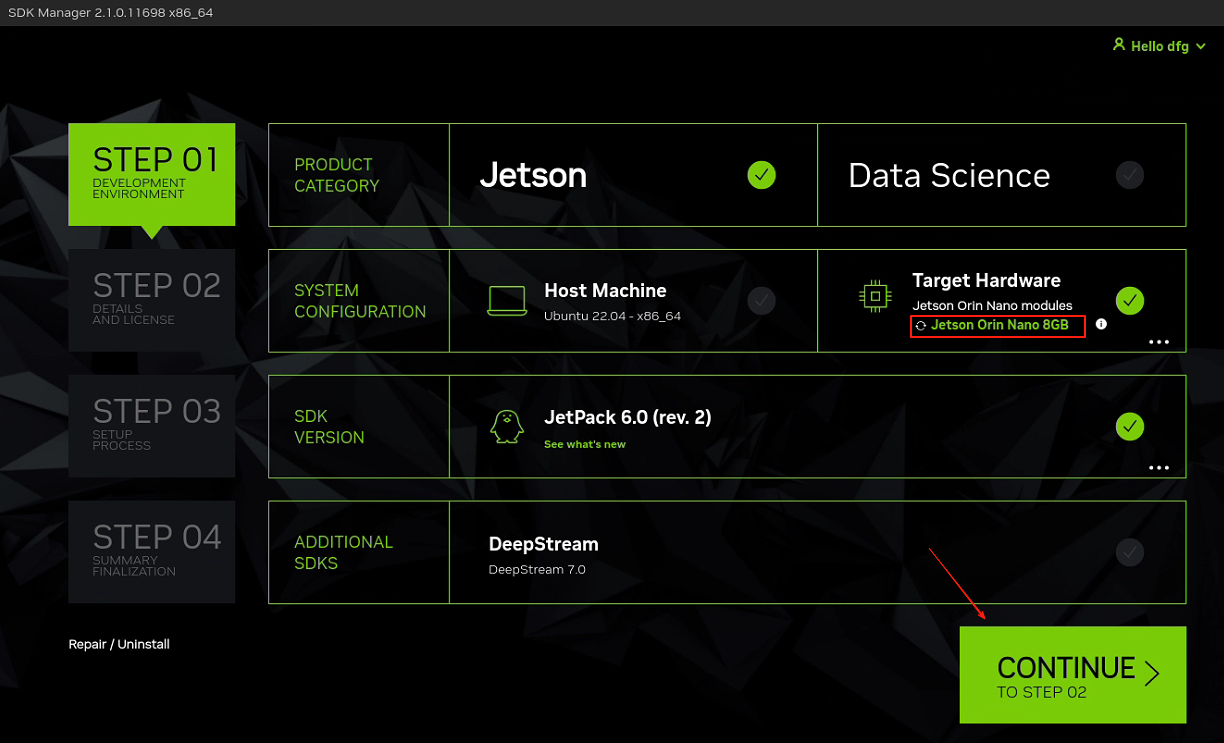 SDK Manager 2.1.0.11698 x86_64
Hello dfg
STEP 01
DEVELOPMENT
ENVIRONMENT
PRODUCT
CATEGORY
Jetson
Data Science
STEP 02
DETAILS
AND LICENSE
SYSTEM
CONFIGURATION
Host Machine
Ubuntu 22.04 - x86_64
Target Hardware
Jetson Orin Nano modules
Jetson Orin Nano 8GB
STEP 03
SETUP
PROCESS
SDK
VERSION
JetPack 6.0 (rev. 2)
See what's new
STEP 04
SUMMARY
FINALIZATION
ADDITIONAL
SDKS
DeepStream
DeepStream 7.0
Repair / Uninstall
CONTINUE
TO STEP 02